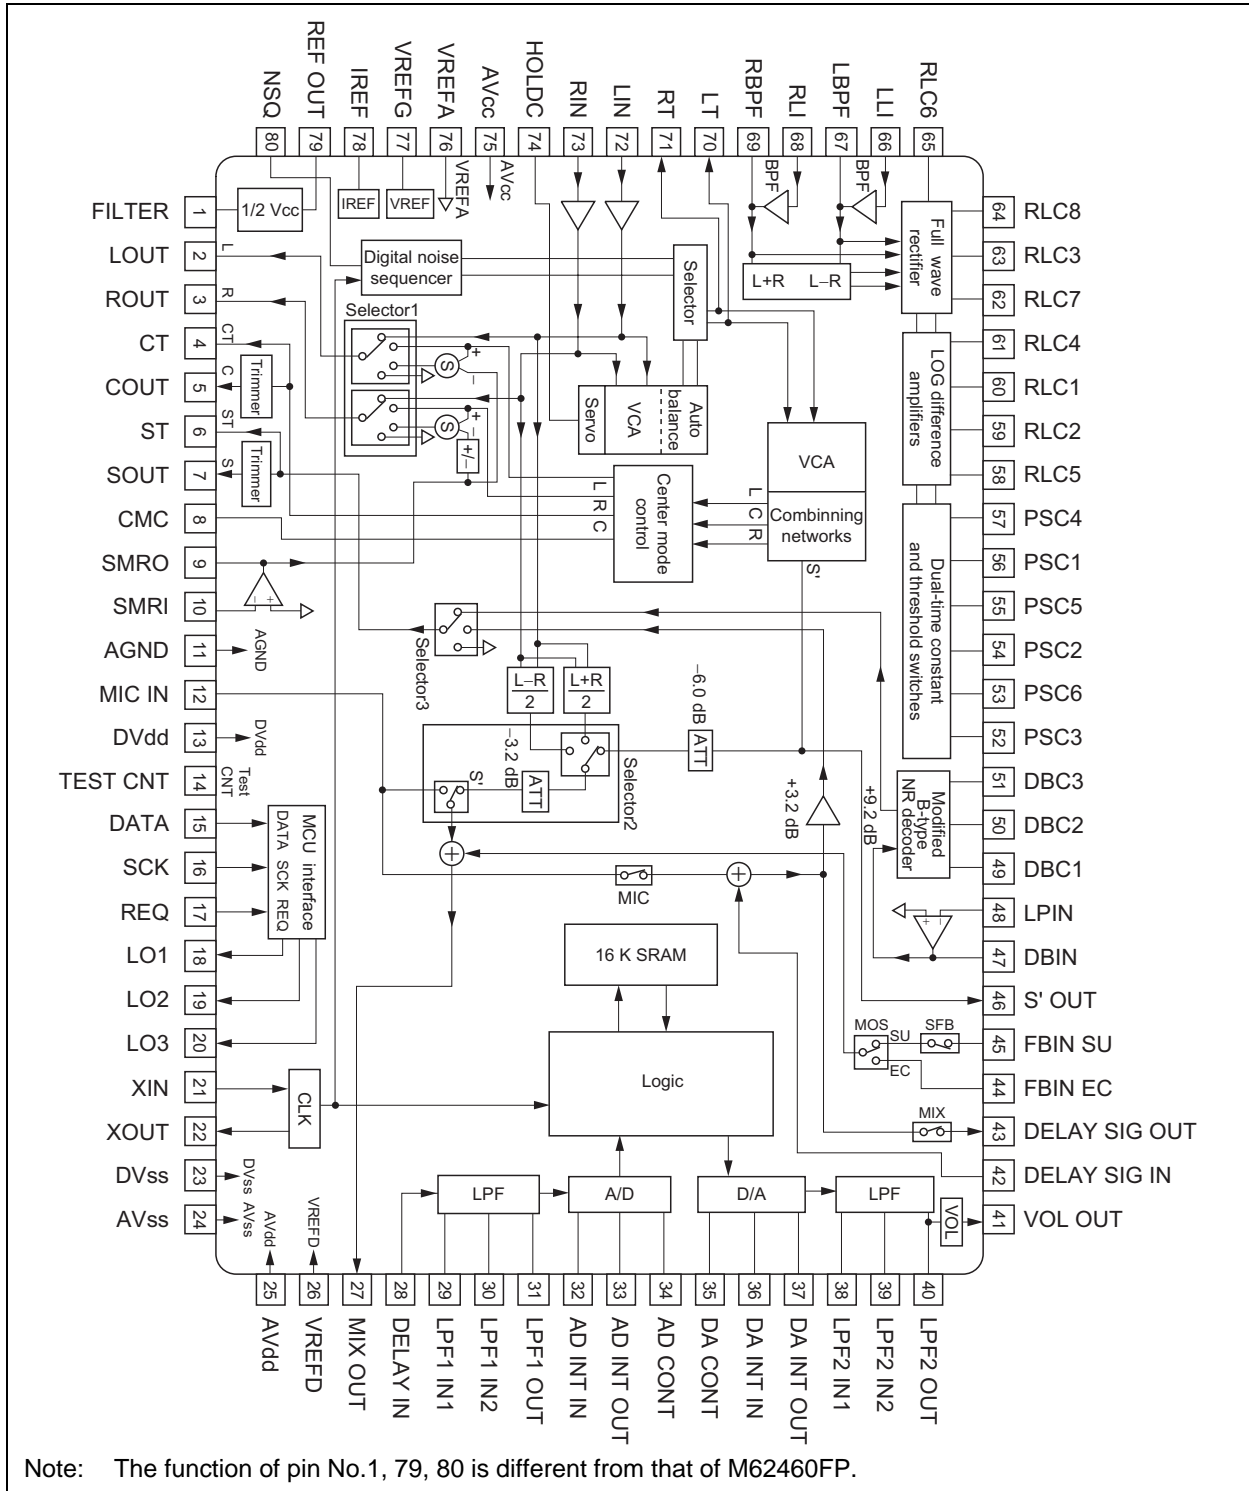 NSQ
REF OUT
IREF
VREFG
VREFA
AVcc
HOLDC
RIN
LIN
RT
LT
RBPF
RLI
LBPF
LLI
RLC6
80
79
78
77
76
75
74
73
72
71
70
69
68
67
66
65
FILTER 1
LOUT 2
ROUT 3
CT 4
COUT 5
ST 6
SOUT 7
CMC 8
SMRO 9
SMRI 10
AGND 11
MIC IN 12
DVdd 13
TEST CNT 14
DATA 15
SCK 16
REQ 17
LO1 18
LO2 19
LO3 20
XIN 21
XOUT 22
DVss 23
AVss 24
64 RLC8
63 RLC3
62 RLC7
61 RLC4
60 RLC1
59 RLC2
58 RLC5
57 PSC4
56 PSC1
55 PSC5
54 PSC2
53 PSC6
52 PSC3
51 DBC3
50 DBC2
49 DBC1
48 LPIN
47 DBIN
46 S' OUT
45 FBIN SU
44 FBIN EC
43 DELAY SIG OUT
42 DELAY SIG IN
41 VOL OUT
1/2 Vcc
IREF
VREF
VREFA
AVcc
BPF
BPF
L
R
CT
C
ST
S
Trimmer
Trimmer
Digital noise
sequencer
Selector1
S
+
−
S
+
−
+/−
Selector
Servo
VCA
Auto
balance
L+R L−R
Full wave
rectifier
LOG difference
amplifiers
Dual-time constant
and threshold switches
VCA
Combinning
networks
L
C
R
S'
Center mode
control
L
R
C
−
+
AGND
Selector3
L−R
2
L+R
2
−6.0 dB
ATT
−3.2 dB
ATT
S'
Selector2
+3.2 dB
+9.2 dB
Modified
B-type
NR decoder
+
−
DVdd
Test
CNT
MCU interface
DATA SCK REQ
+
MIC
+
16 K SRAM
Logic
CLK
MOS
SU
EC
SFB
MIX
DVss
AVss
AVdd
VREFD
LPF
A/D
D/A
LPF
VOL
25
26
27
28
29
30
31
32
33
34
35
36
37
38
39
40
AVdd
VREFD
MIX OUT
DELAY IN
LPF1 IN1
LPF1 IN2
LPF1 OUT
AD INT IN
AD INT OUT
AD CONT
DA CONT
DA INT IN
DA INT OUT
LPF2 IN1
LPF2 IN2
LPF2 OUT
Note: The function of pin No.1, 79, 80 is different from that of M62460FP.